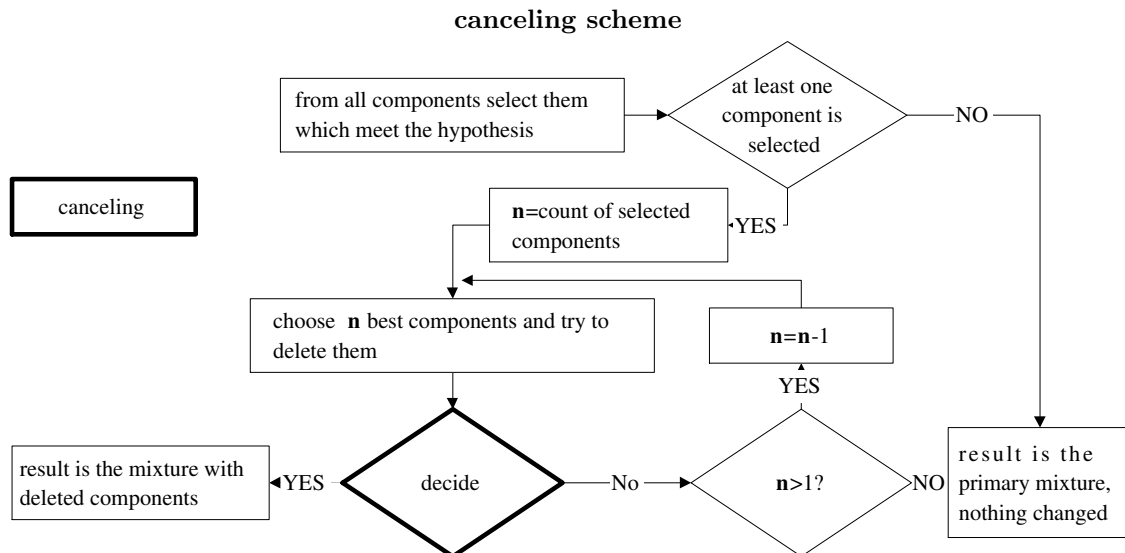 canceling scheme
from all components select them
which meet the hypothesis
at least one
component is
selected
NO
canceling
n=count of selected
components
YES
choose n best components and try to
delete them
n=n-1
YES
result is the mixture with
deleted components
YES
decide
No
n>1?
NO
result is the
primary mixture,
nothing changed